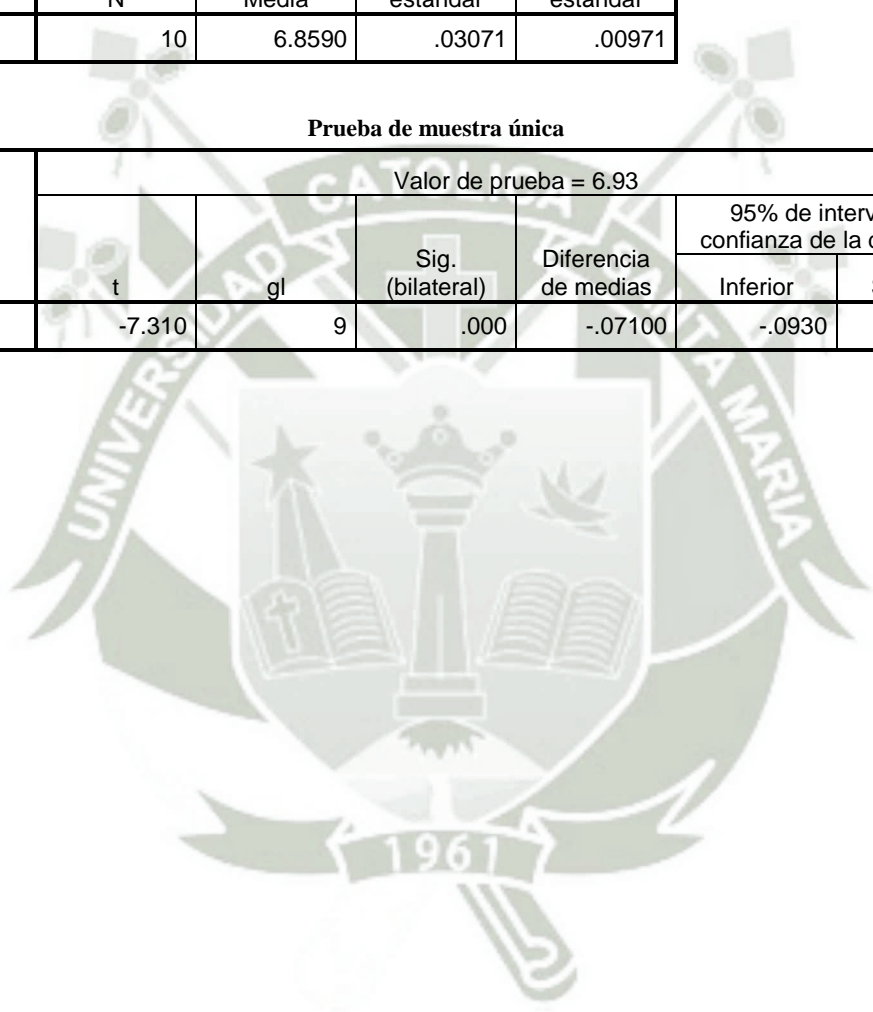 N Media estándar estándar
10 6.8590 .03071 .00971
Prueba de muestra única
Valor de prueba = 6.93
95% de
confianza de la
t gl Sig. (bilateral) Diferencia de medias Inferior
-7.310 9 .000 -.07100 -.0930
UNIVERSIDAD CATOLICA SANTA MARIA
1961